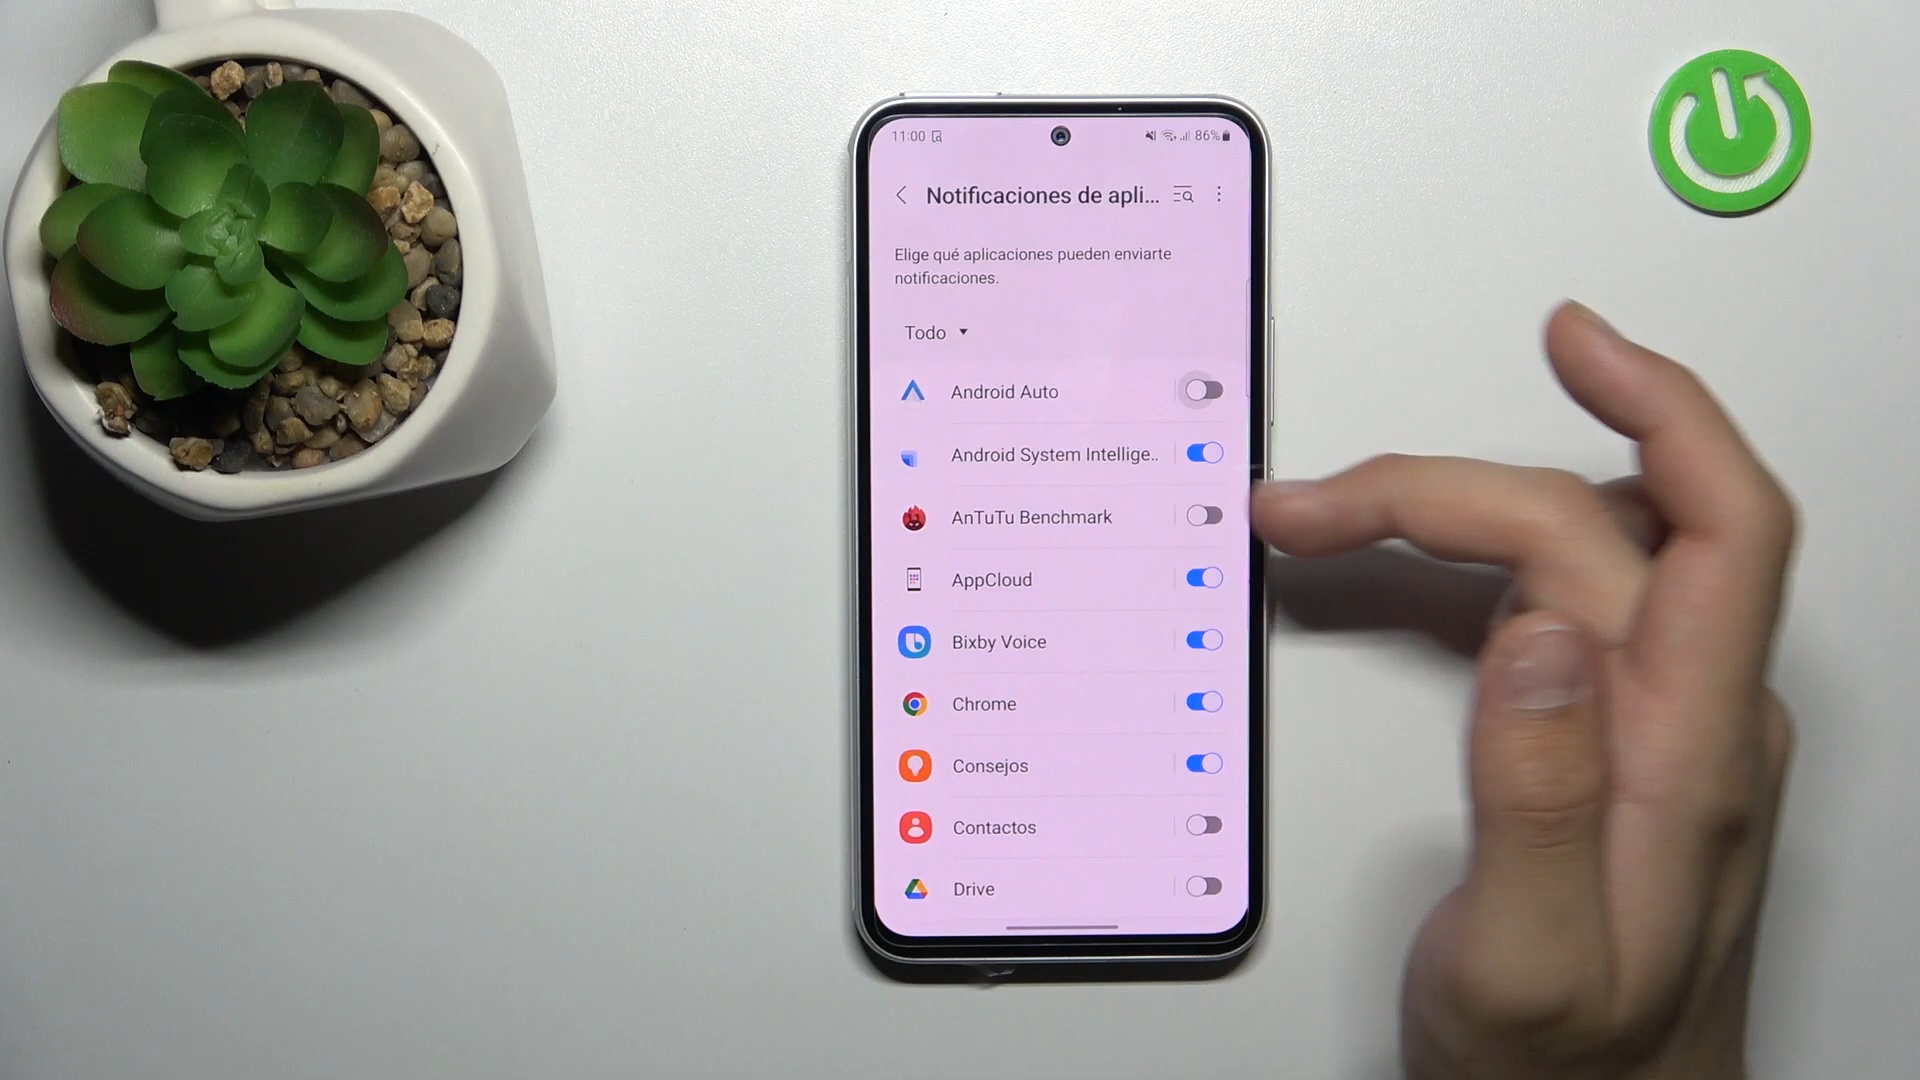 11:00
86%
Notificaciones de apli...
Elige qué aplicaciones pueden enviarte
notificaciones.
Todo
Android Auto
Android System Intellige..
AnTuTu Benchmark
AppCloud
Bixby Voice
Chrome
Consejos
Contactos
Drive